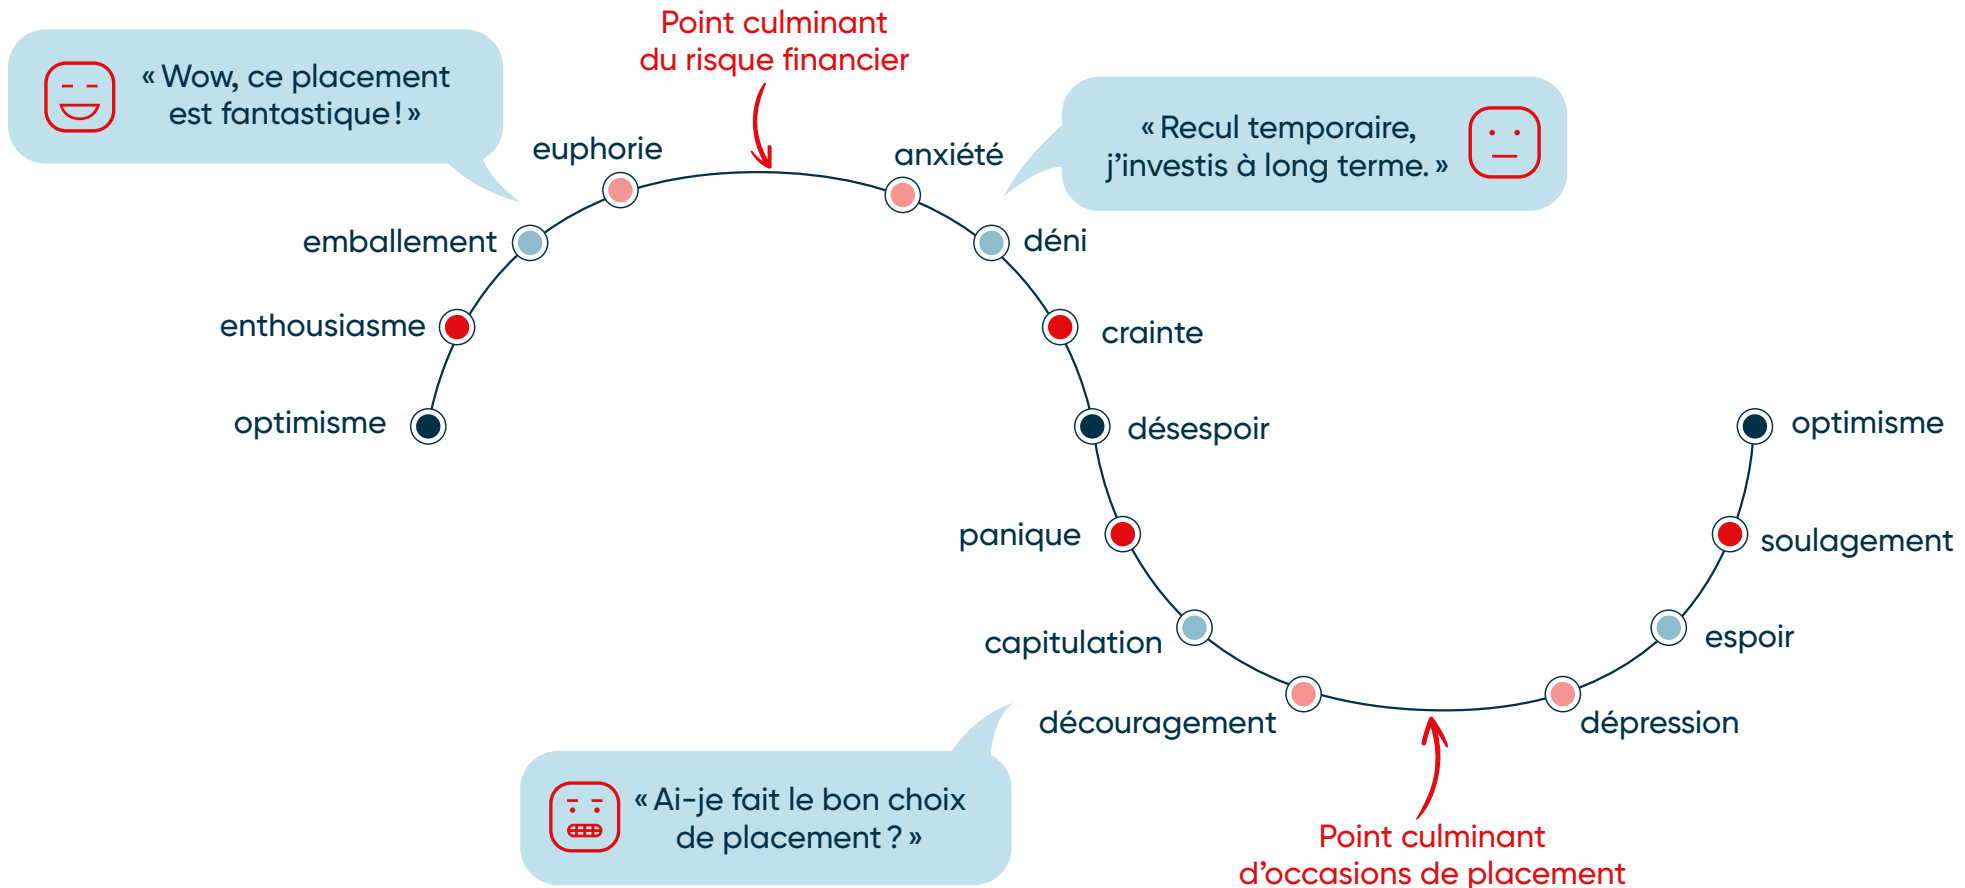 Point culminant
du risque financier
« Wow, ce placement
est fantastique ! »
« Recul temporaire,
j’investis à long terme. »
euphorie
anxiété
emballement
déni
enthousiasme
crainte
optimisme
désespoir
optimisme
panique
soulagement
capitulation
espoir
découragement
dépression
« Ai-je fait le bon choix
de placement ? »
Point culminant
d’occasions de placement